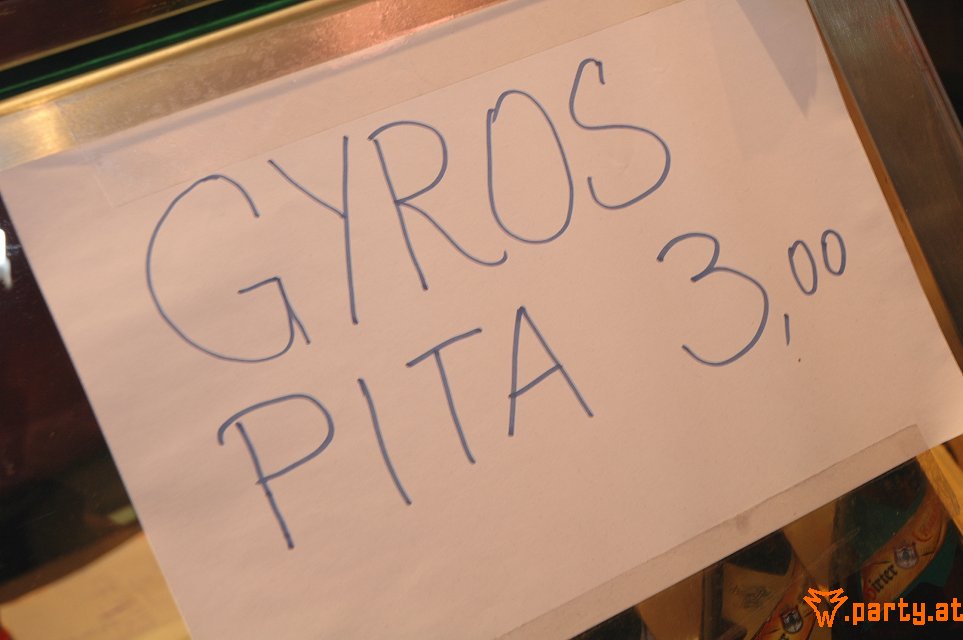 GYROS
PITA 3,00
.party.at